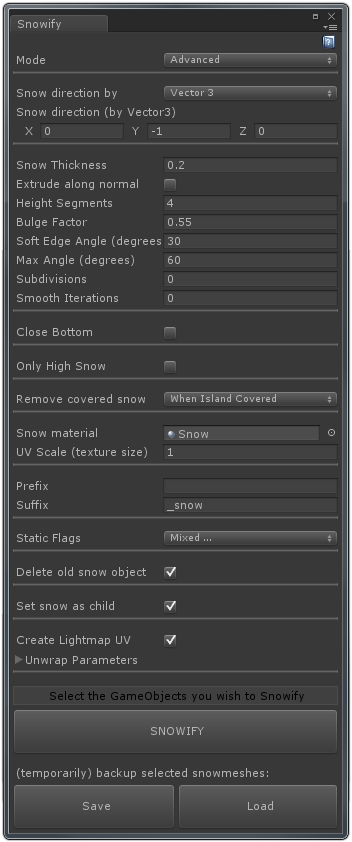 Snowify
?
Mode Advanced
Snow direction by Vector 3
Snow direction (by Vector3)
X 0 Y -1 Z 0
Snow Thickness 0.2
Extrude along normal
Height Segments 4
Bulge Factor 0.55
Soft Edge Angle (degrees 30
Max Angle (degrees) 60
Subdivisions 0
Smooth Iterations 0
Close Bottom
Only High Snow
Remove covered snow When Island Covered
Snow material Snow
UV Scale (texture size) 1
Prefix
Suffix _snow
Static Flags Mixed ...
Delete old snow object
Set snow as child
Create Lightmap UV
Unwrap Parameters
Select the GameObjects you wish to Snowify
SNOWIFY
(temporarily) backup selected snowmeshes:
Save Load